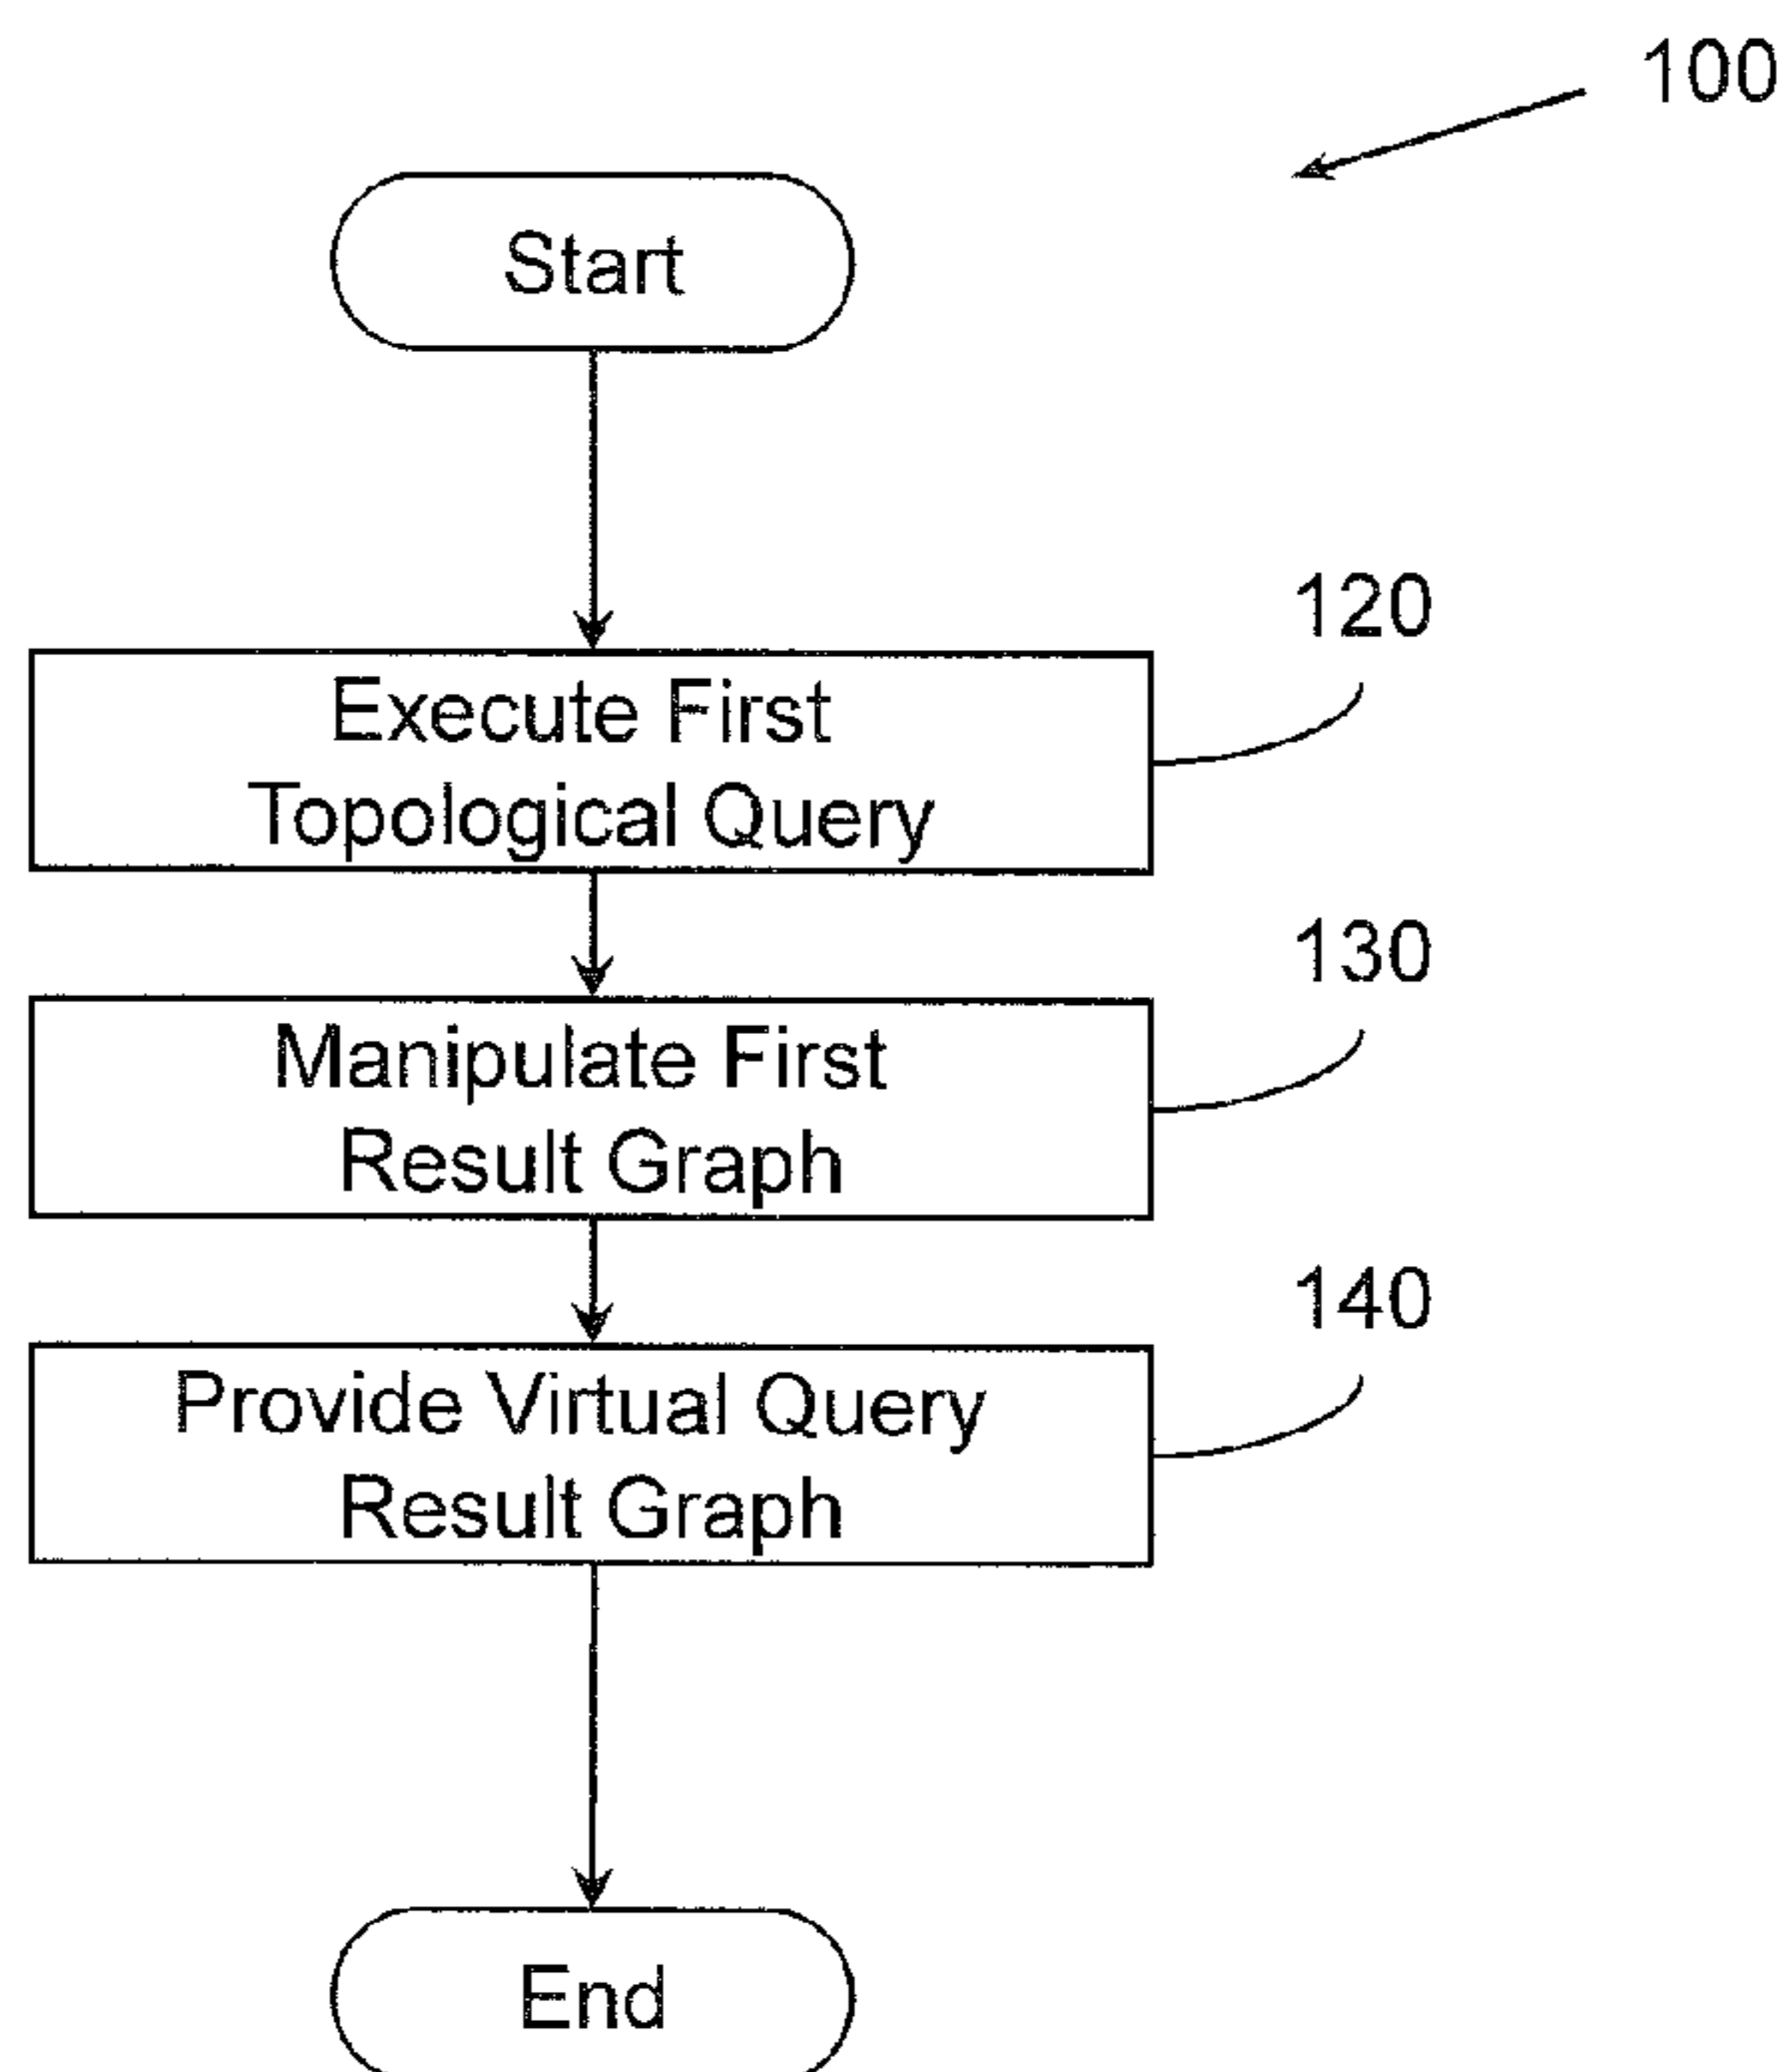 100
Start
120
Execute First
Topological Query
130
Manipulate First
Result Graph
140
Provide Virtual Query
Result Graph
End